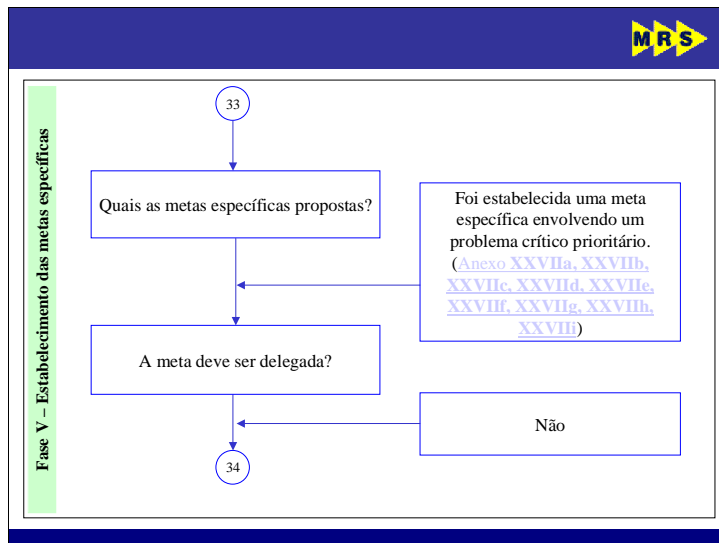 MRS
Fase V – Estabelecimento das metas específicas
33
Quais as metas específicas propostas?
Foi estabelecida uma meta
específica envolvendo um
problema crítico prioritário.
(Anexo XXVIIa, XXVIIb,
XXVIIc, XXVIId, XXVIIe,
XXVIIf, XXVIIg, XXVIIh,
XXVIIi)
A meta deve ser delegada?
Não
34